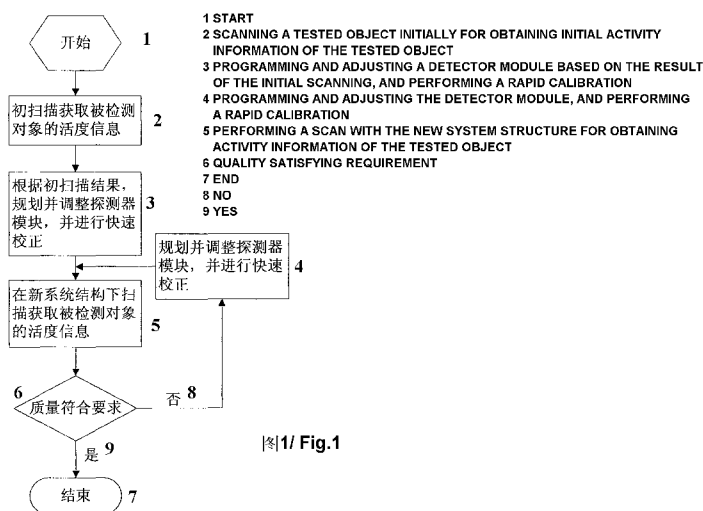 开始
1
初扫描获取被检测
对象的活度信息
2
根据初扫描结果，
规划并调整探测器
模块，并进行快速
校正
3
规划并调整探测器
模块，并进行快速
校正
4
在新系统结构下扫
描获取被检测对象
的活度信息
5
6
质量符合要求
否 8
是 9
结束
7
1 START
2 SCANNING A TESTED OBJECT INITIALLY FOR OBTAINING INITIAL ACTIVITY
INFORMATION OF THE TESTED OBJECT
3 PROGRAMMING AND ADJUSTING A DETECTOR MODULE BASED ON THE RESULT
OF THE INITIAL SCANNING, AND PERFORMING A RAPID CALIBRATION
4 PROGRAMMING AND ADJUSTING THE DETECTOR MODULE, AND PERFORMING
A RAPID CALIBRATION
5 PERFORMING A SCAN WITH THE NEW SYSTEM STRUCTURE FOR OBTAINING
ACTIVITY INFORMATION OF THE TESTED OBJECT
6 QUALITY SATISFYING REQUIREMENT
7 END
8 NO
9 YES
图1/ Fig.1